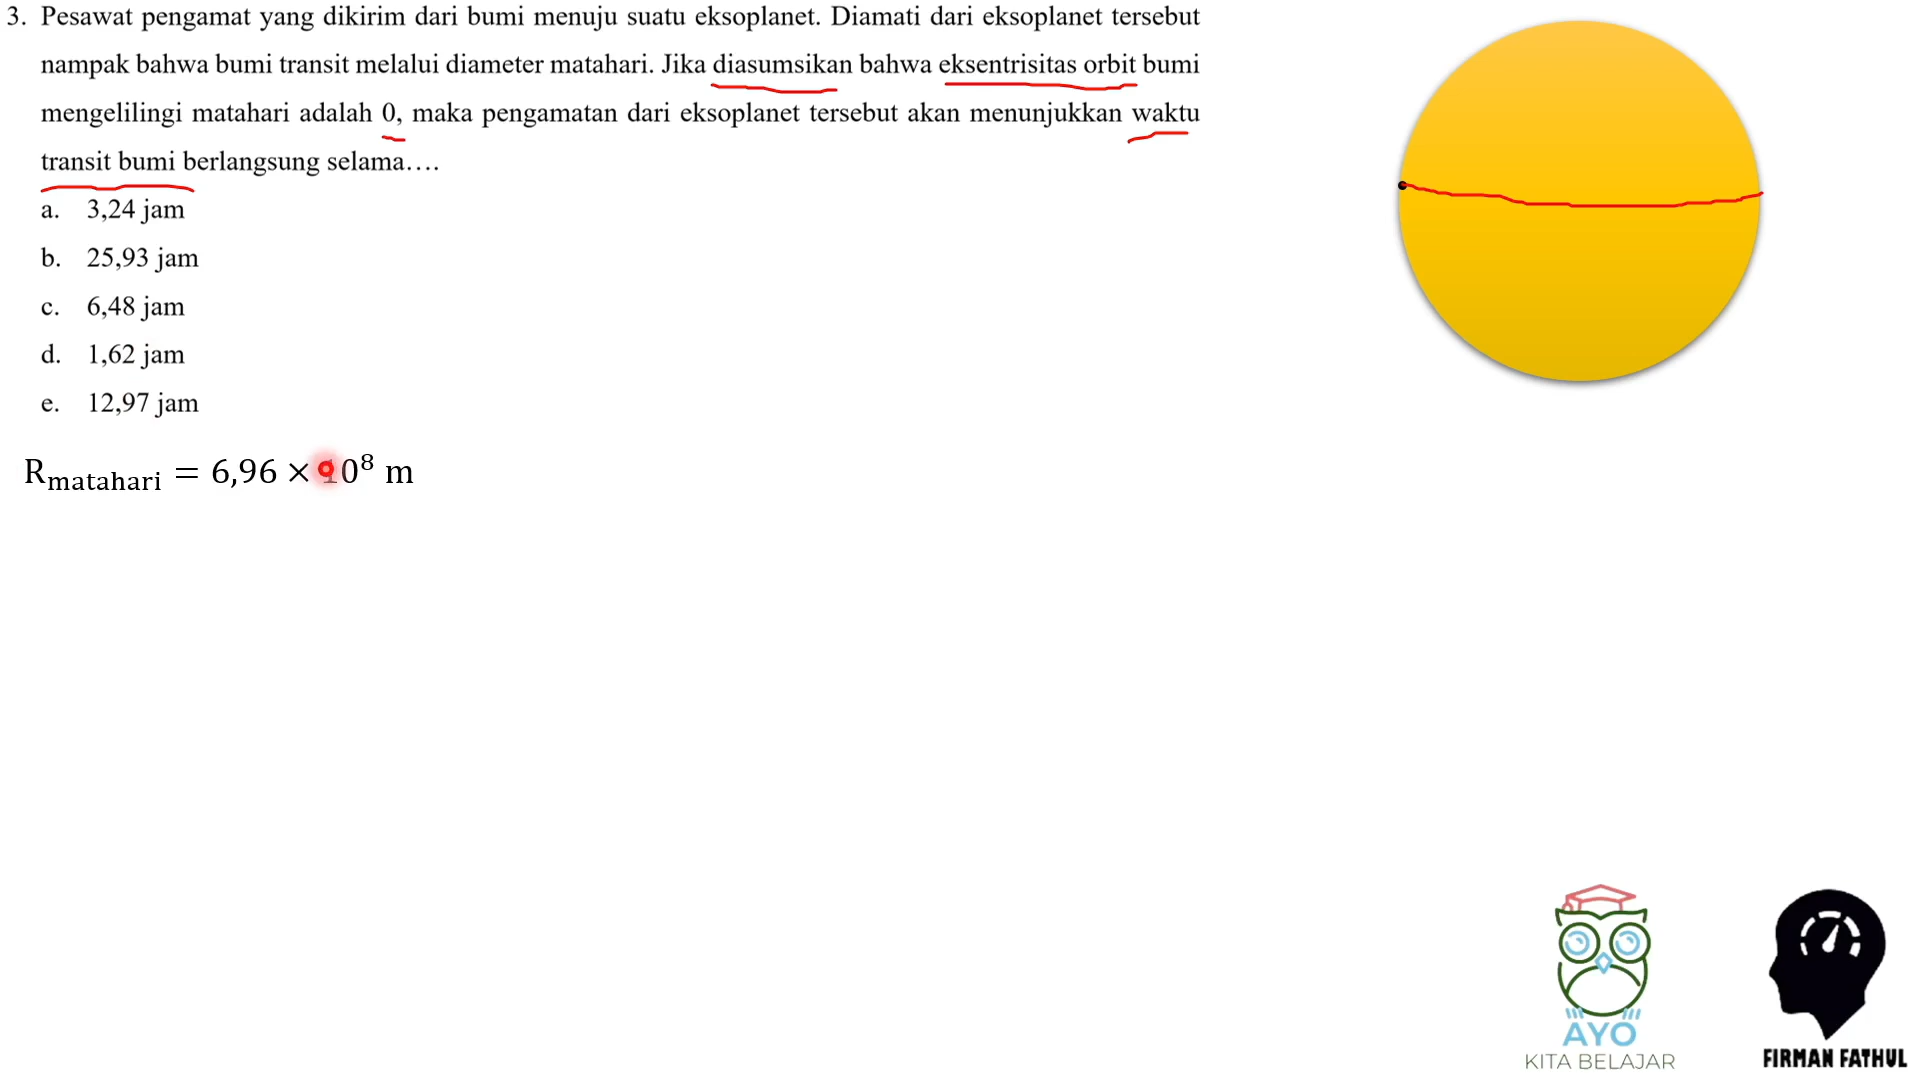 3. Pesawat pengamat yang dikirim dari bumi menuju suatu eksoplanet. Diamati dari eksoplanet tersebut
nampak bahwa bumi transit melalui diameter matahari. Jika diasumsikan bahwa eksentrisitas orbit bumi
mengelilingi matahari adalah 0, maka pengamatan dari eksoplanet tersebut akan menunjukkan waktu
transit bumi berlangsung selama….
a. 3,24 jam
b. 25,93 jam
c. 6,48 jam
d. 1,62 jam
e. 12,97 jam
R_matahari = 6,96 × 10⁸ m
AYO
KITA BELAJAR
FIRMAN FATHUL